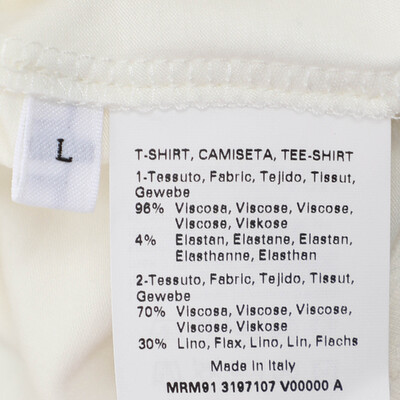 L
T-SHIRT, CAMISETA, TEE-SHIRT
1-Tessuto, Fabric, Tejido, Tissut,
Gewebe
96% Viscosa, Viscose, Viscose,
Viscose, Viskose
4% Elastan, Elastane, Elastan,
Elasthanne, Elasthan
2-Tessuto, Fabric, Tejido, Tissut,
Gewebe
70% Viscosa, Viscose, Viscose,
Viscose, Viskose
30% Lino, Flax, Lino, Lin, Flachs
Made in Italy
MRM91 3197107 V00000 A